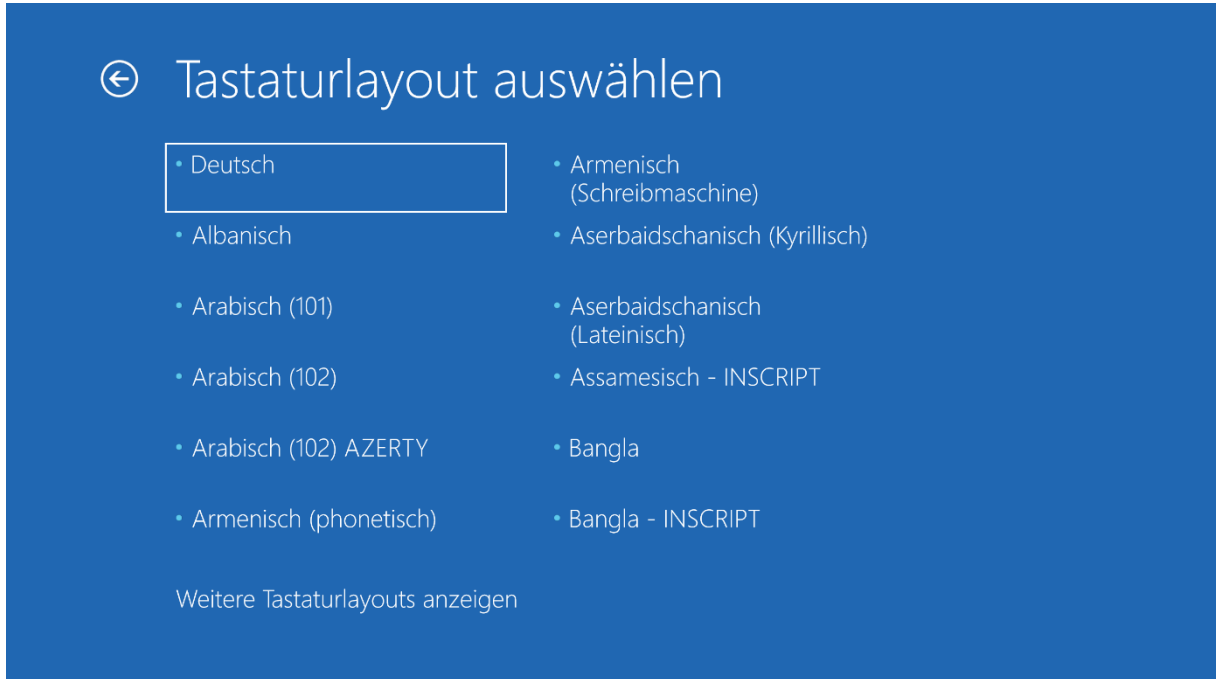 Tastaturlayout auswählen
• Deutsch
• Albanisch
• Arabisch (101)
• Arabisch (102)
• Arabisch (102) AZERTY
• Armenisch (phonetisch)
• Armenisch
(Schreibmaschine)
• Aserbaidschanisch (Kyrillisch)
• Aserbaidschanisch
(Lateinisch)
• Assamesisch - INSCRIPT
• Bangla
• Bangla - INSCRIPT
Weitere Tastaturlayouts anzeigen